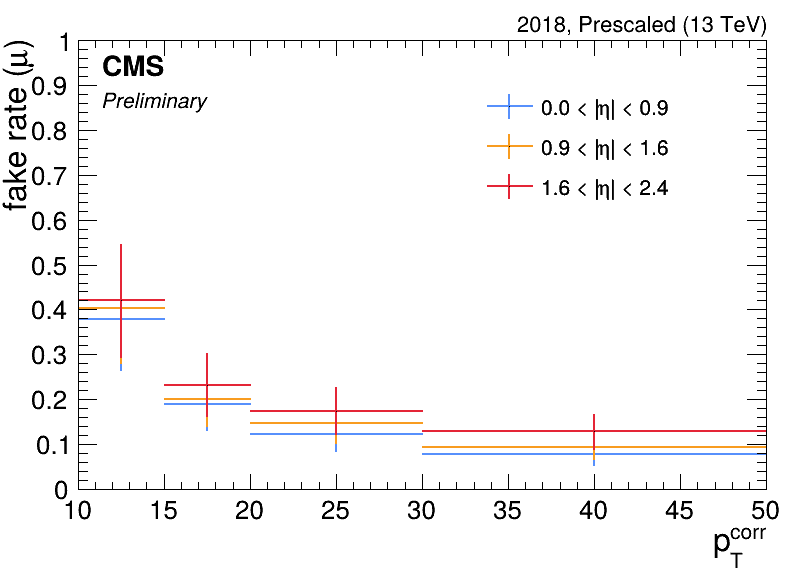 2018, Prescaled (13 TeV)
CMS
Preliminary
fake rate (μ)
0.0 < |η| < 0.9
0.9 < |η| < 1.6
1.6 < |η| < 2.4
1
0.9
0.8
0.7
0.6
0.5
0.4
0.3
0.2
0.1
0
10 15 20 25 30 35 40 45 50
p_T^corr